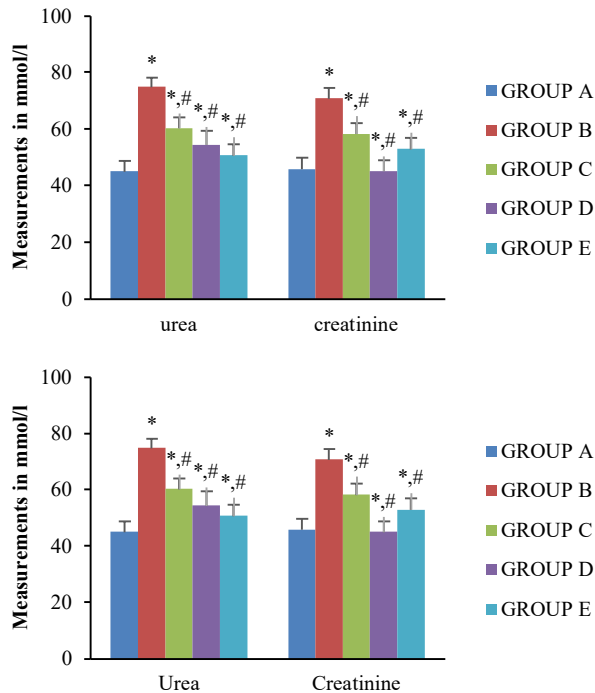 Measurements in mmol/l
100
80
60
40
20
0
*
*,#
*,#
*,#
*
*,#
*,#
*,#
urea
creatinine
GROUP A
GROUP B
GROUP C
GROUP D
GROUP E
Measurements in mmol/l
100
80
60
40
20
0
*
*,#
*,#
*,#
*
*,#
*,#
*,#
Urea
Creatinine
GROUP A
GROUP B
GROUP C
GROUP D
GROUP E